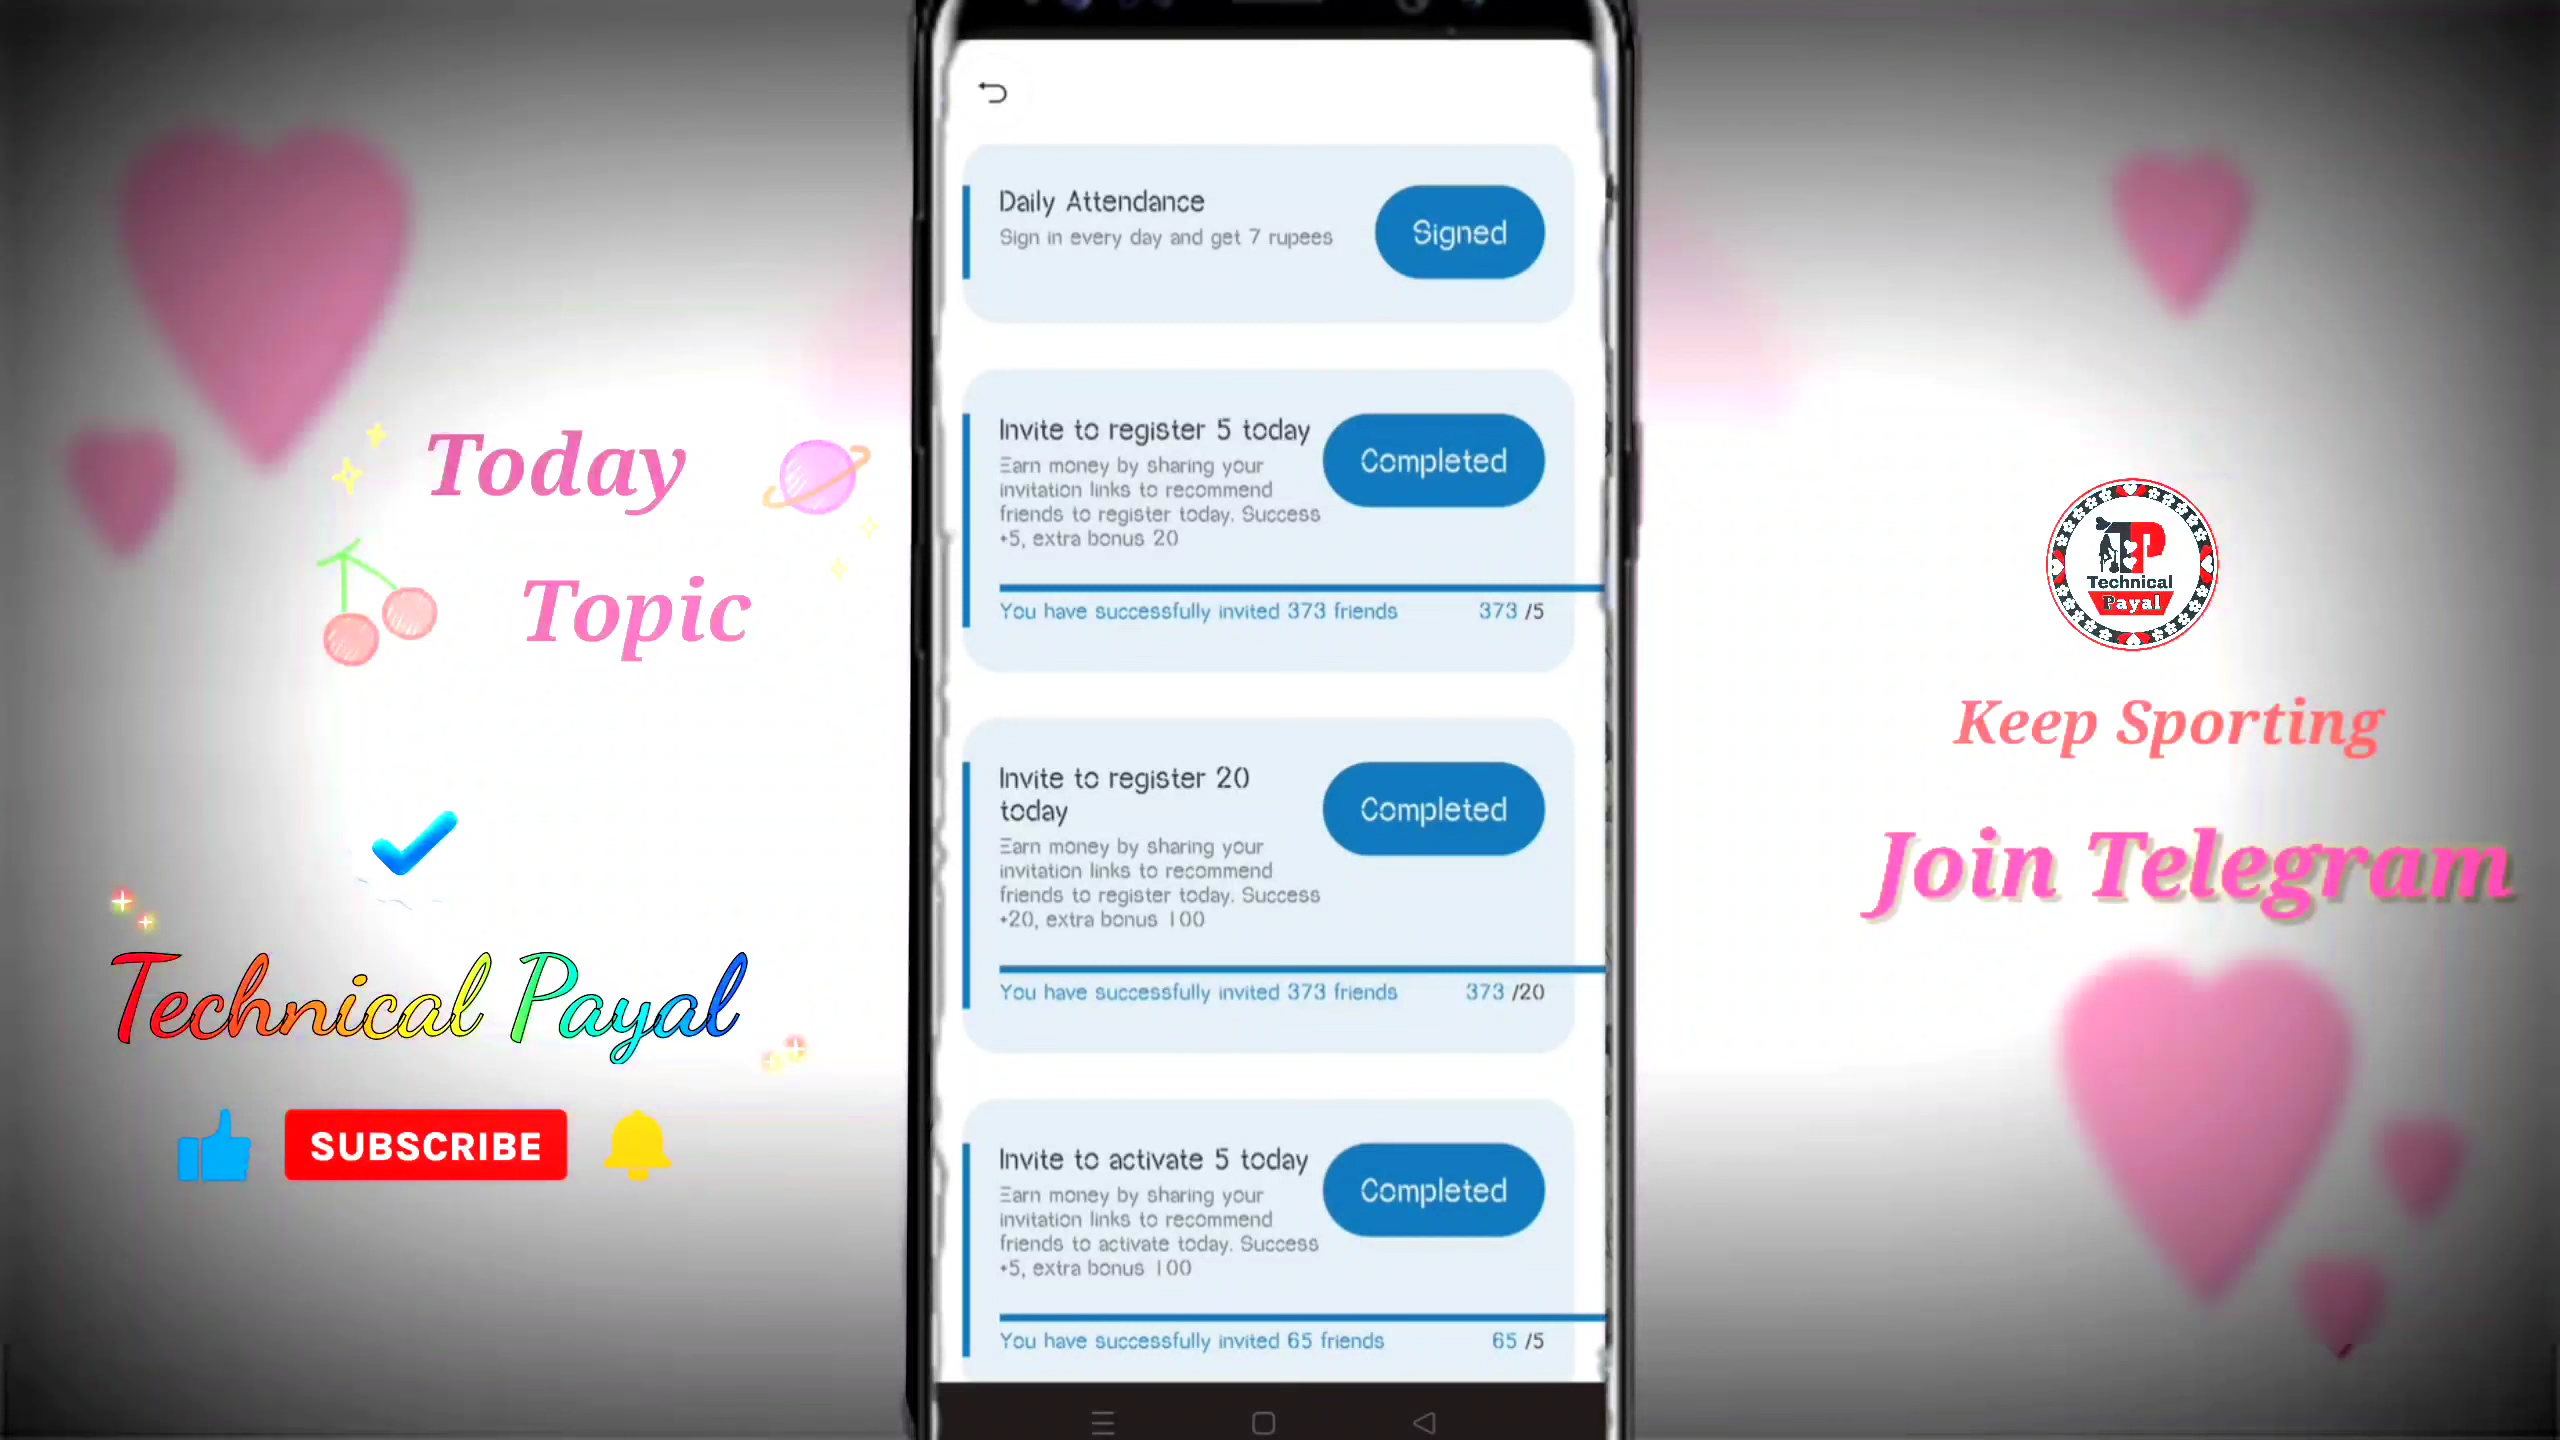 Today
Topic
Technical Payal
SUBSCRIBE
Daily Attendance
Sign in every day and get 7 rupees
Signed
Invite to register 5 today
Earn money by sharing your
invitation links to recommend
friends to register today. Success
+5, extra bonus 20
Completed
You have successfully invited 373 friends 373 /5
Invite to register 20
today
Earn money by sharing your
invitation links to recommend
friends to register today. Success
+20, extra bonus 100
Completed
You have successfully invited 373 friends 373 /20
Invite to activate 5 today
Earn money by sharing your
invitation links to recommend
friends to activate today. Success
+5, extra bonus 100
Completed
You have successfully invited 65 friends 65 /5
TP
Technical
Payal
Keep Sporting
Join Telegram